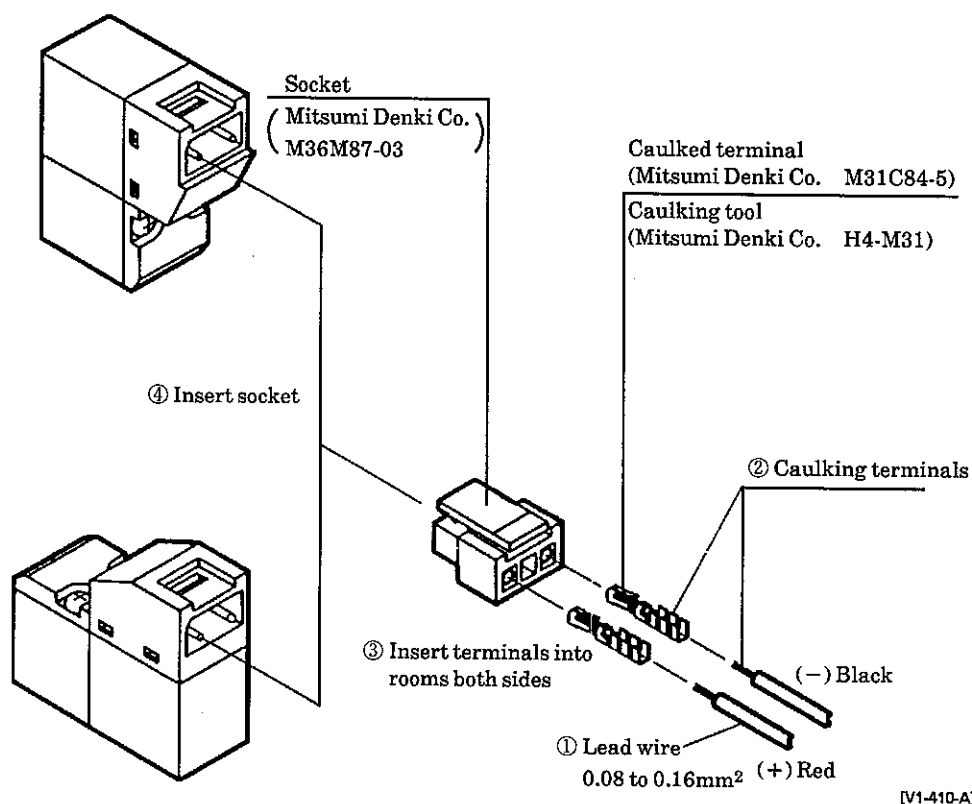 Socket
(Mitsumi Denki Co.
M36M87-03)
Caulked terminal
(Mitsumi Denki Co. M31C84-5)
Caulking tool
(Mitsumi Denki Co. H4-M31)
④ Insert socket
② Caulking terminals
③ Insert terminals into
rooms both sides
(−) Black
① Lead wire
0.08 to 0.16mm²
(+) Red
[V1-410-A]